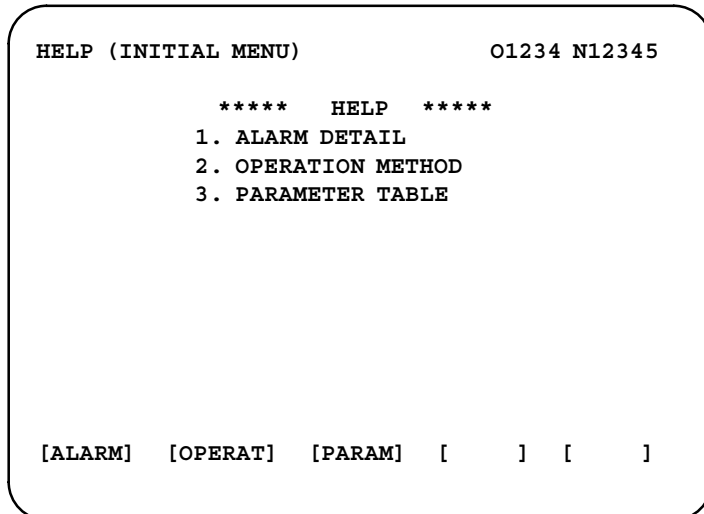 HELP (INITIAL MENU) O1234 N12345
***** HELP *****
1. ALARM DETAIL
2. OPERATION METHOD
3. PARAMETER TABLE
[ALARM] [OPERAT] [PARAM] [ ] [ ]